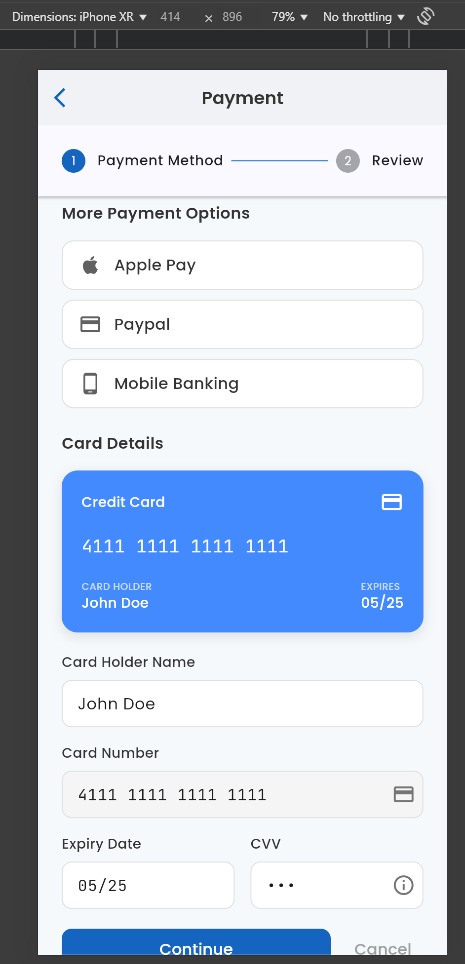 Dimensions: iPhone XR ▼ 414 × 896 79% ▼ No throttling ▼
Payment
1 Payment Method 2 Review
More Payment Options
Apple Pay
Paypal
Mobile Banking
Card Details
Credit Card
4111 1111 1111 1111
CARD HOLDER EXPIRES
John Doe 05/25
Card Holder Name
John Doe
Card Number
4111 1111 1111 1111
Expiry Date CVV
05/25 •••
Continue Cancel